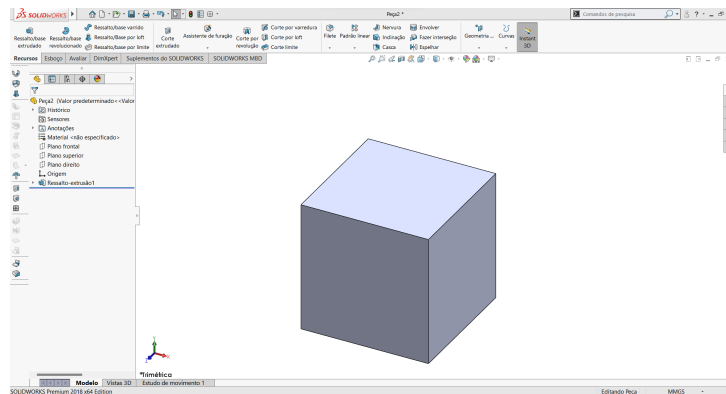 SOLIDWORKS
Peça2 *
Comandos de pesquisa
Ressalto/base extrudado
Ressalto/base revolucionado
Ressalto/Base varrido
Ressalto/Base por loft
Ressalto/Base por limite
Corte extrudado
Assistente de furação
Corte por revolução
Corte por varredura
Corte por loft
Corte limite
Filete
Padrão linear
Nervura
Inclinação
Casca
Envolver
Fazer interseção
Espelhar
Geometria ...
Curvas
Instant 3D
Recursos
Esboço
Avaliar
DimXpert
Suplementos do SOLIDWORKS
SOLIDWORKS MBD
Peça2 (Valor predeterminado<<Valor
Histórico
Sensores
Anotações
Material <não especificado>
Plano frontal
Plano superior
Plano direito
Origem
Ressalto-extrusão1
*Trimétrica
Modelo
Vistas 3D
Estudo de movimento 1
SOLIDWORKS Premium 2018 x64 Edition
Editando Peça
MMGS